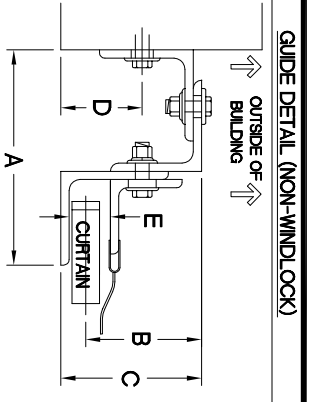 GUIDE DETAIL (NON-WINDLOCK)
OUTSIDE OF
BUILDING
A
D
E
CURTAIN
B
C